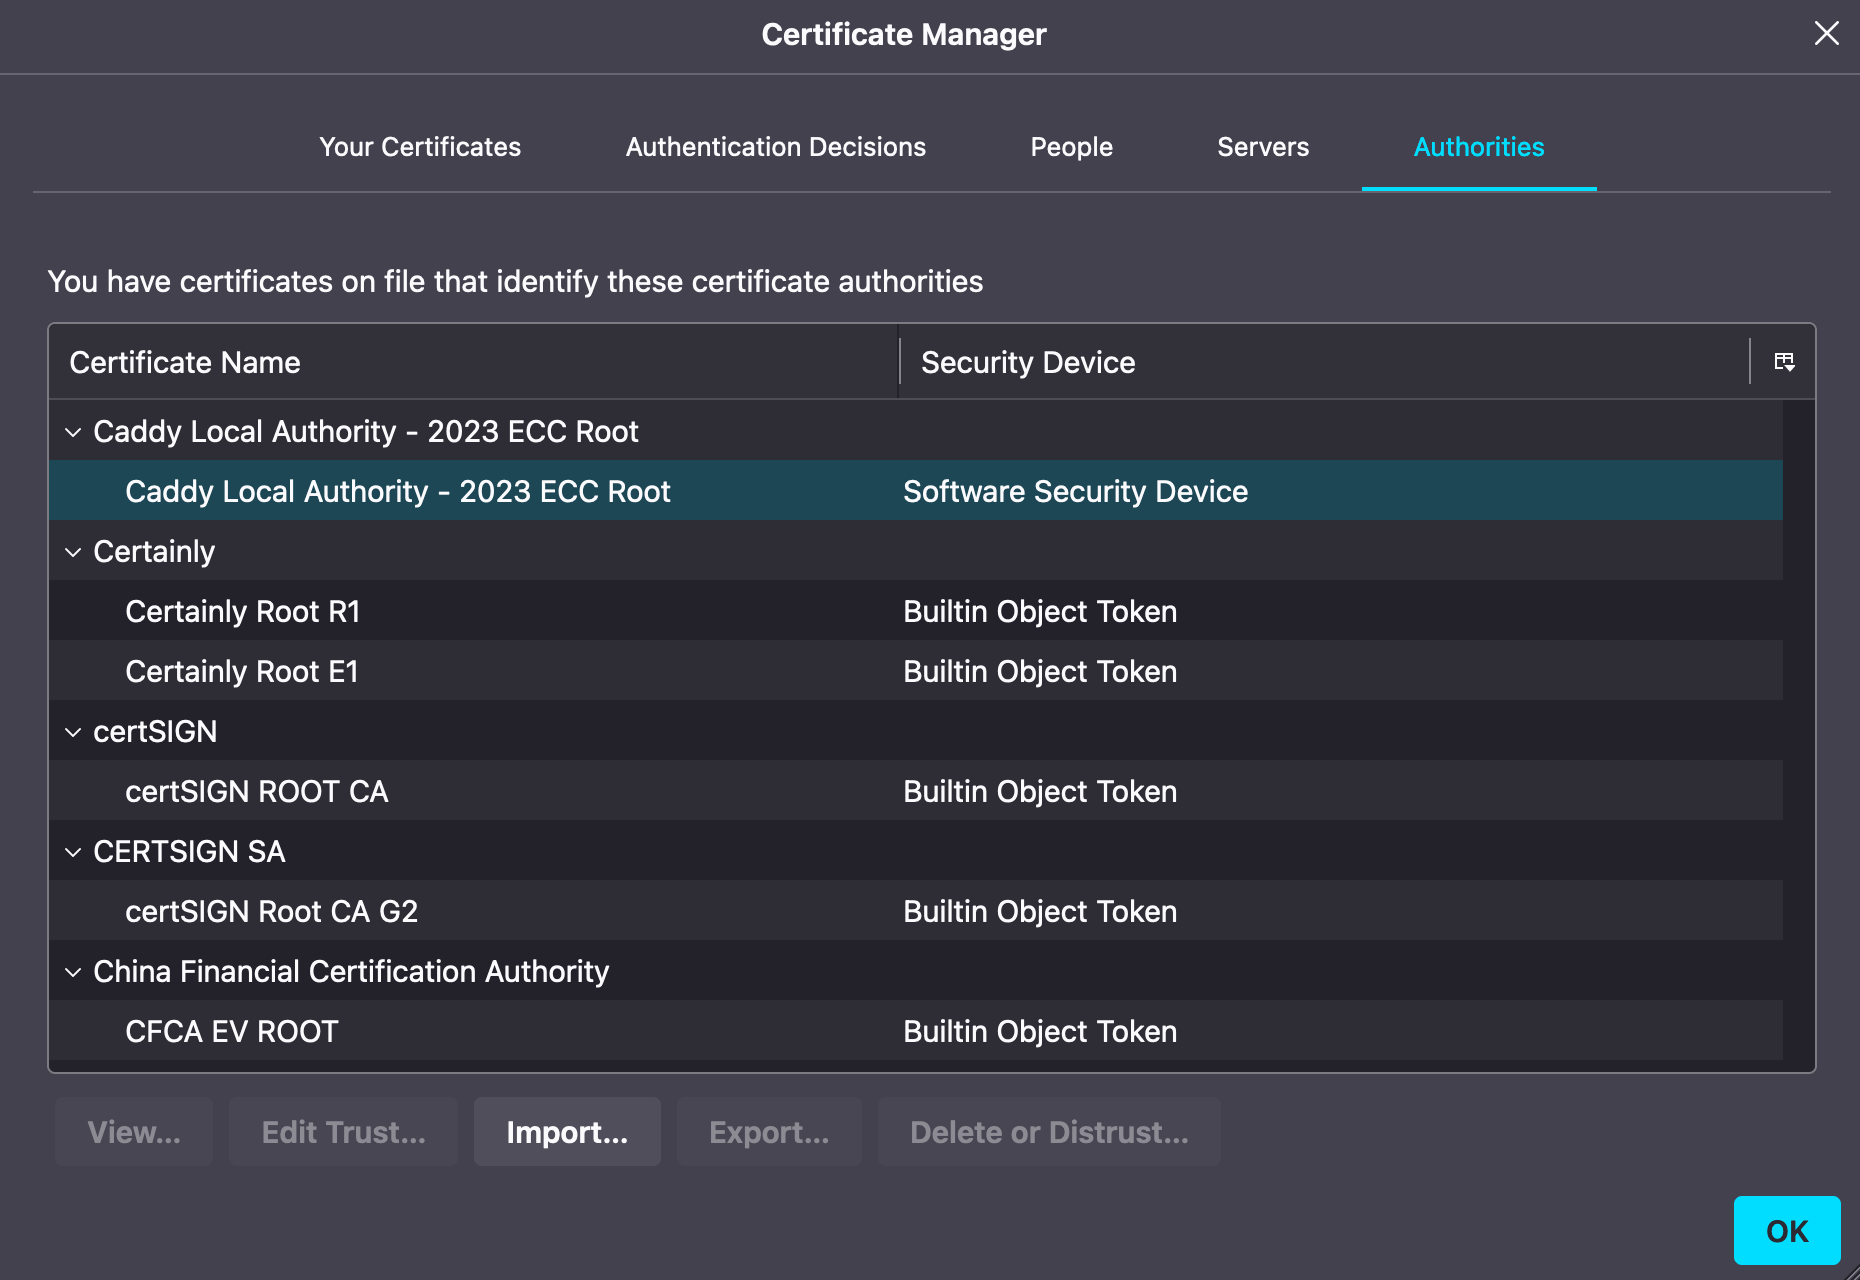 Certificate Manager
Your Certificates Authentication Decisions People Servers Authorities
You have certificates on file that identify these certificate authorities
Certificate Name Security Device
Caddy Local Authority - 2023 ECC Root
Caddy Local Authority - 2023 ECC Root Software Security Device
Certainly
Certainly Root R1 Builtin Object Token
Certainly Root E1 Builtin Object Token
certSIGN
certSIGN ROOT CA Builtin Object Token
CERTSIGN SA
certSIGN Root CA G2 Builtin Object Token
China Financial Certification Authority
CFCA EV ROOT Builtin Object Token
View... Edit Trust... Import... Export... Delete or Distrust...
OK